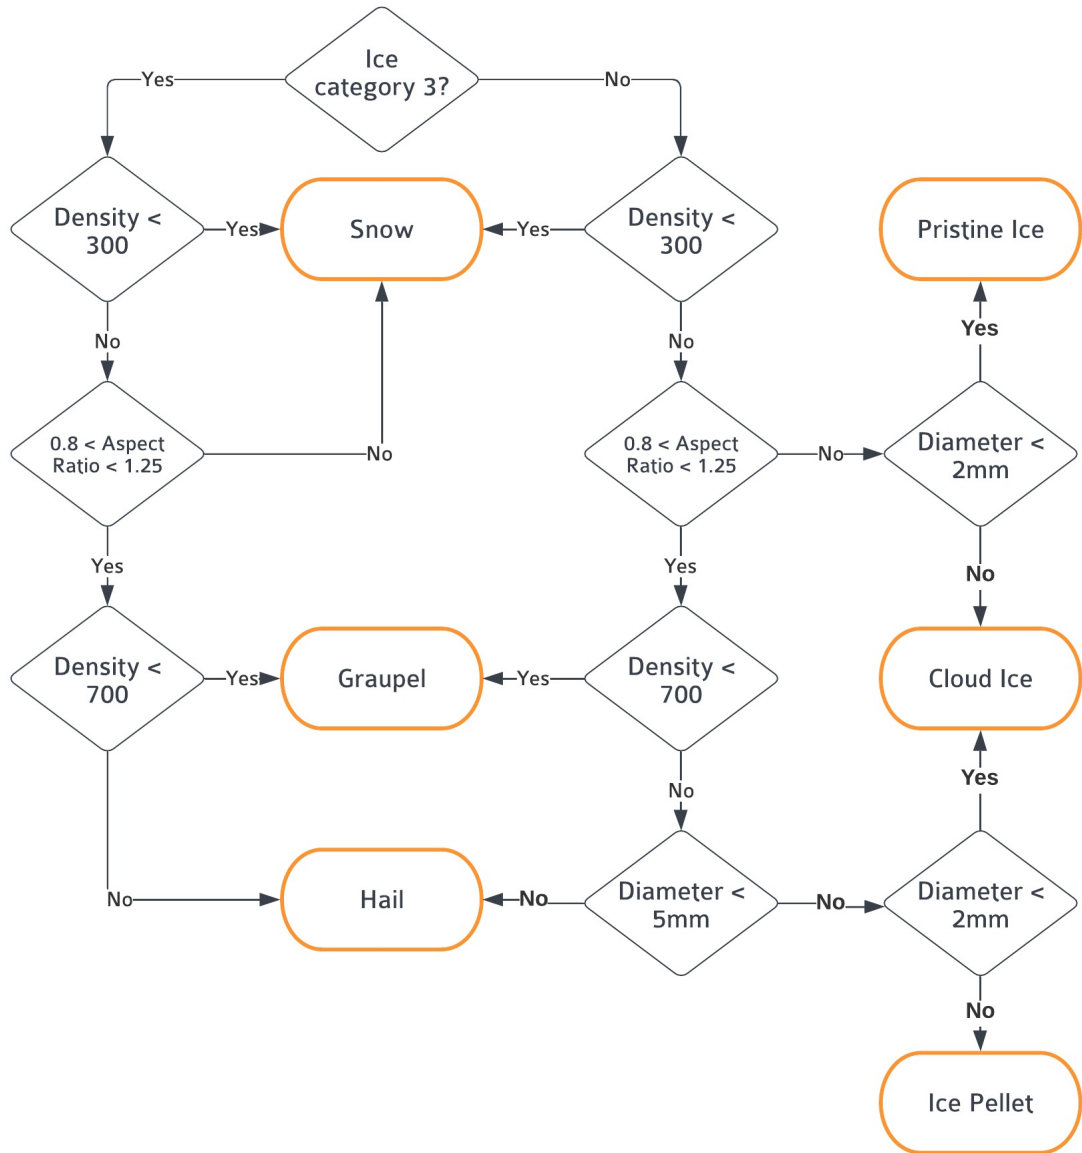 Ice
category 3?
Yes
No
Density <
300
Yes
Snow
Yes
Density <
300
Pristine Ice
No
No
Yes
0.8 < Aspect
Ratio < 1.25
No
0.8 < Aspect
Ratio < 1.25
No
Diameter <
2mm
Yes
Yes
No
Density <
700
Yes
Graupel
Yes
Density <
700
Cloud Ice
No
Yes
No
Hail
No
Diameter <
5mm
No
Diameter <
2mm
No
Ice Pellet